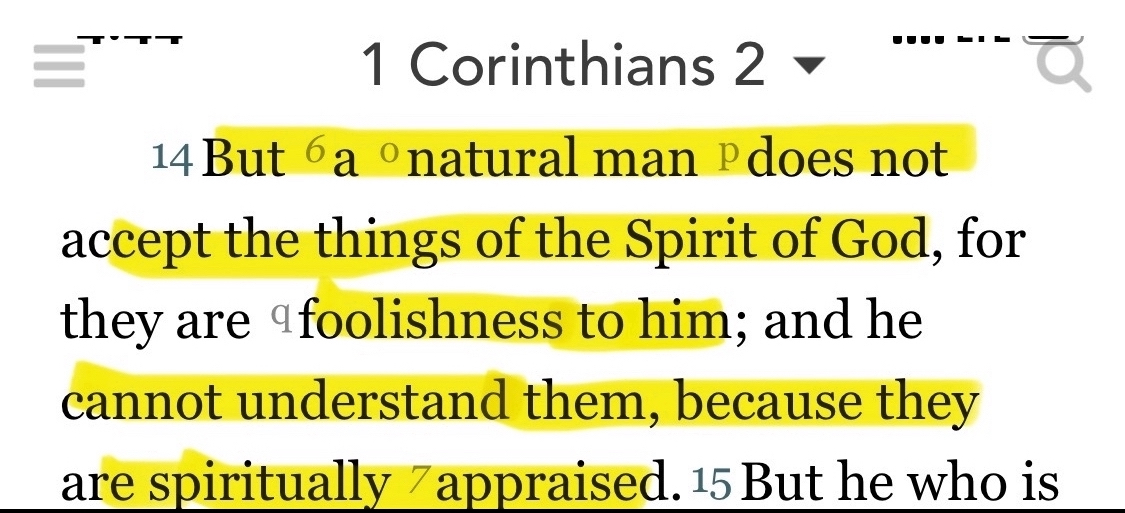 1 Corinthians 2
14 But 6 a o natural man p does not
accept the things of the Spirit of God, for
they are q foolishness to him; and he
cannot understand them, because they
are spiritually 7 appraised. 15 But he who is